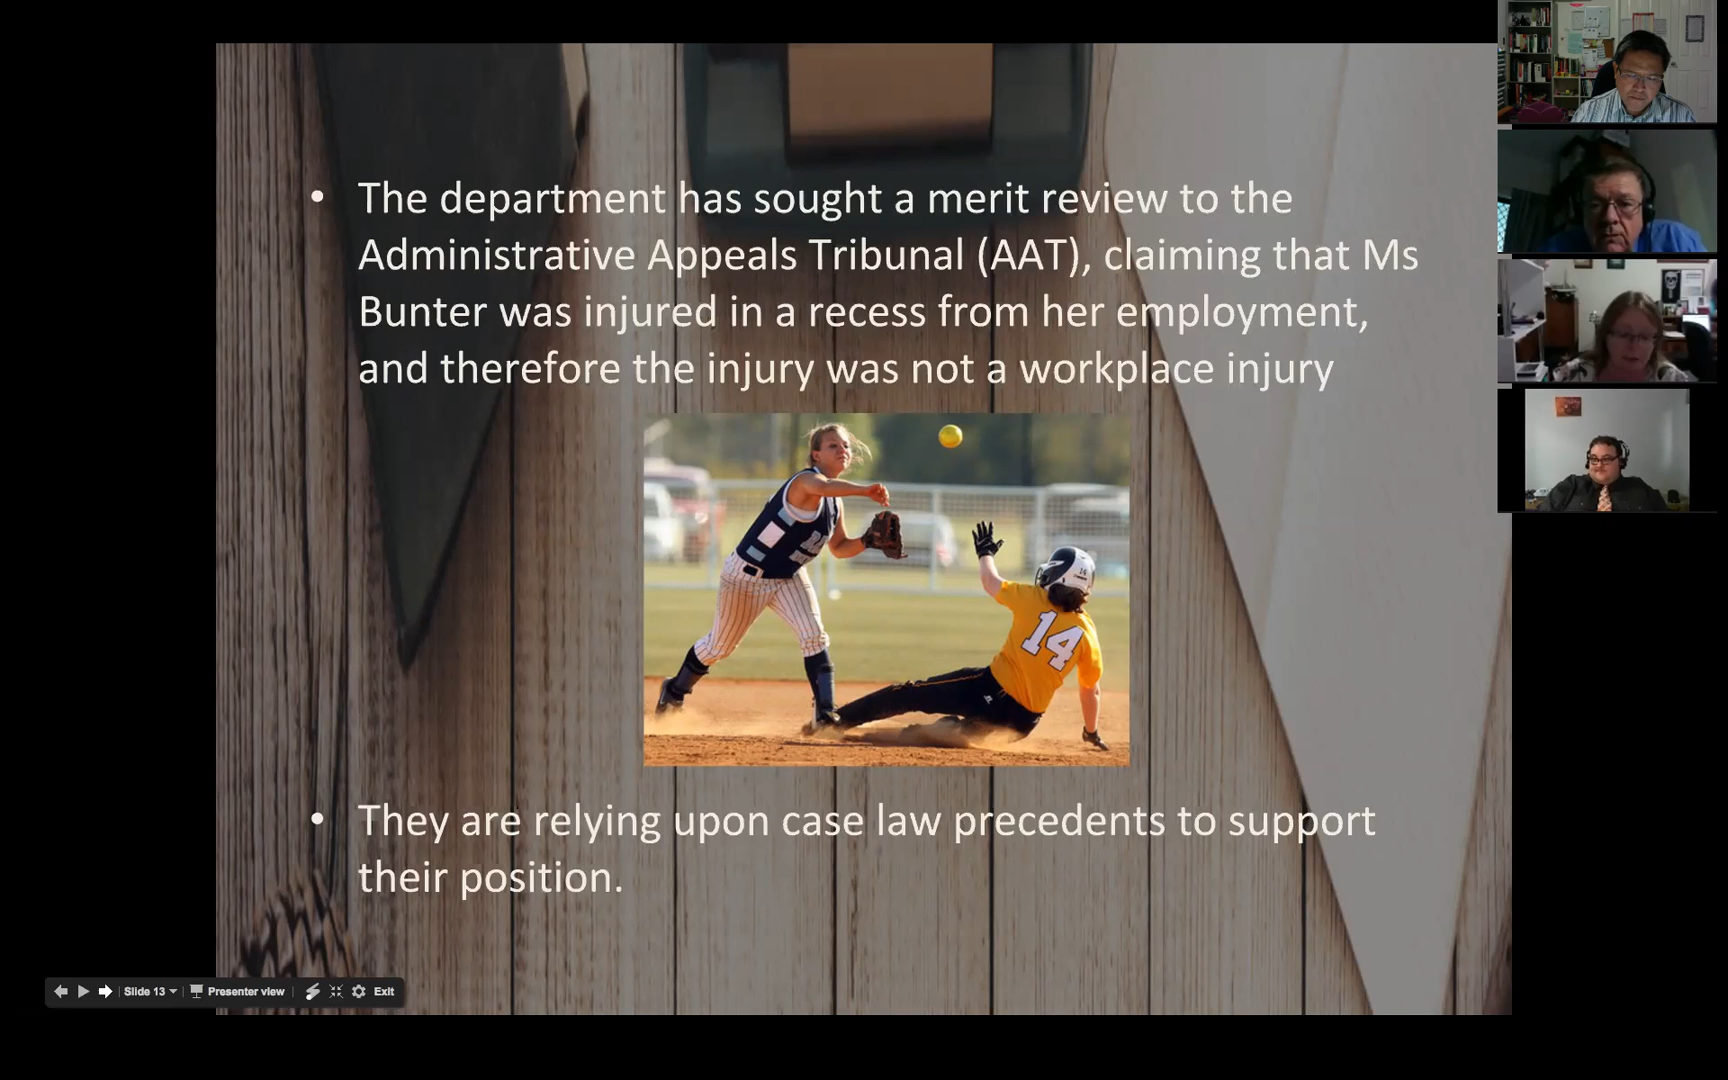 • The department has sought a merit review to the
Administrative Appeals Tribunal (AAT), claiming that Ms
Bunter was injured in a recess from her employment,
and therefore the injury was not a workplace injury
14
• They are relying upon case law precedents to support
their position.
Slide 13 Presenter view Exit